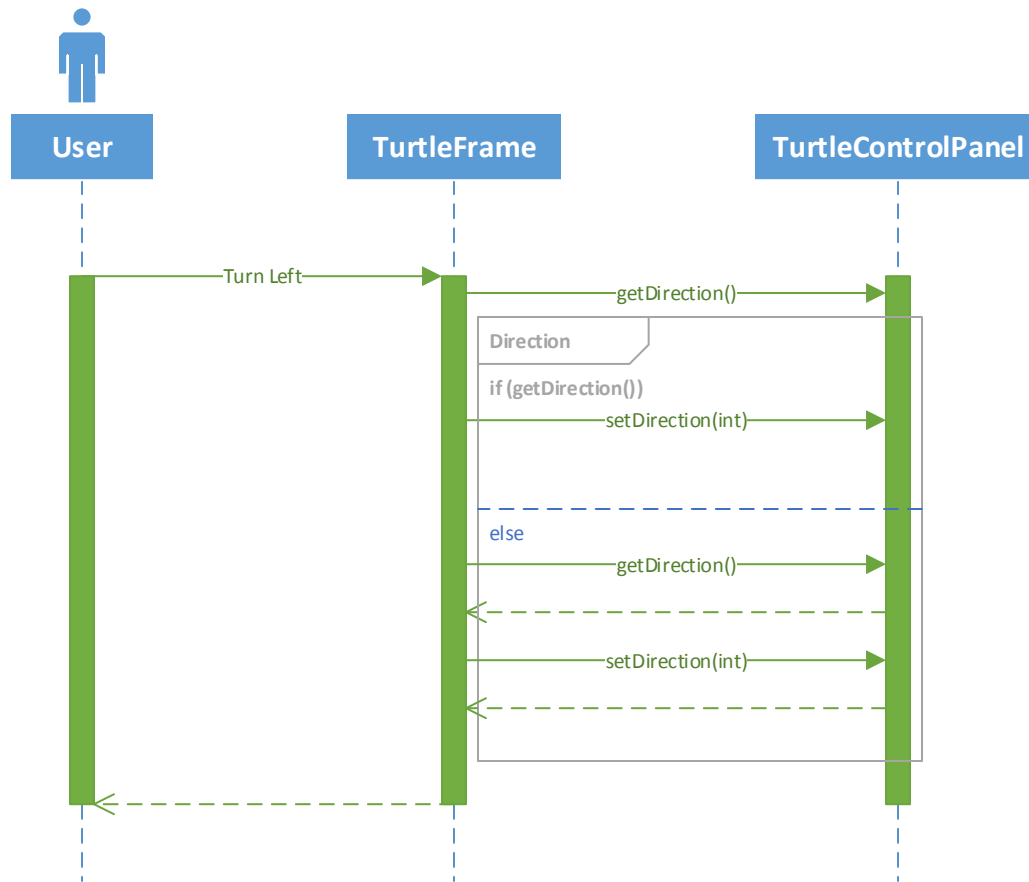 User
TurtleFrame
TurtleControlPanel
Turn Left
getDirection()
Direction
if (getDirection())
setDirection(int)
else
getDirection()
setDirection(int)